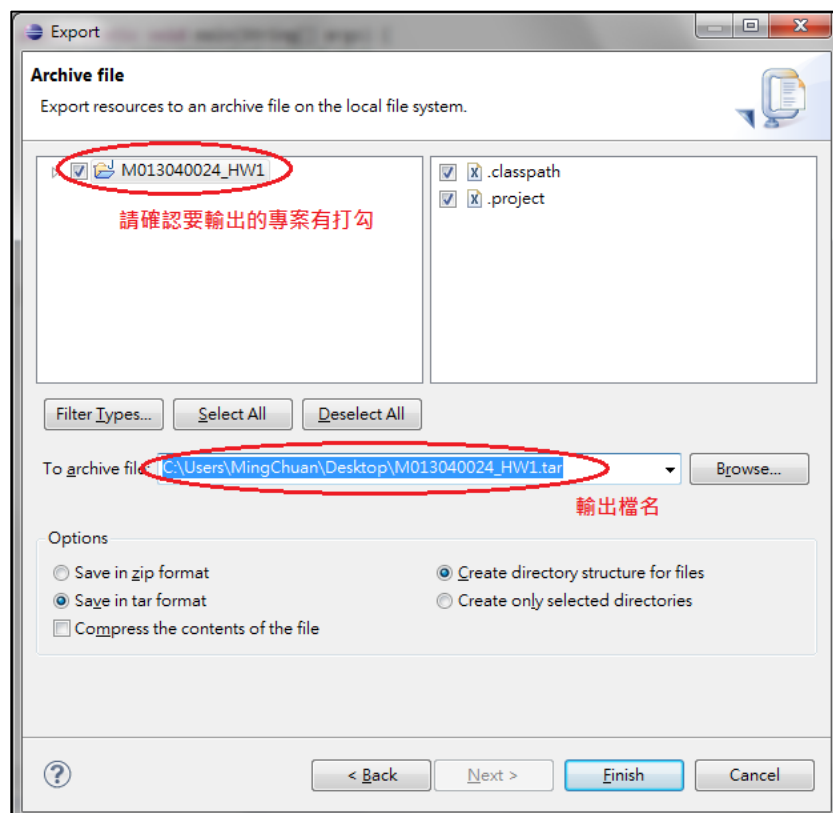 Export
Archive file
Export resources to an archive file on the local file system.
M013040024_HW1
.classpath
.project
請確認要輸出的專案有打勾
Filter Types...
Select All
Deselect All
To archive file:
C:\Users\MingChuan\Desktop\M013040024_HW1.tar
Browse...
輸出檔名
Options
Save in zip format
Create directory structure for files
Save in tar format
Create only selected directories
Compress the contents of the file
?
< Back
Next >
Finish
Cancel